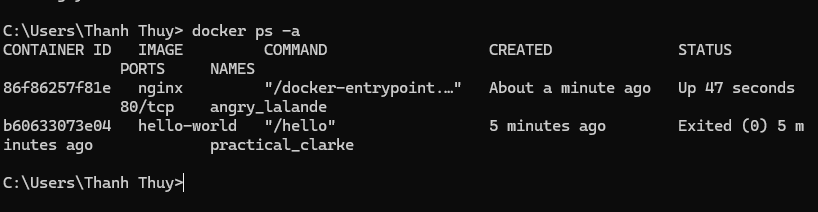 C:\Users\Thanh Thuy> docker ps -a
CONTAINER ID   IMAGE         COMMAND                  CREATED              STATUS
             PORTS     NAMES
86f86257f81e   nginx         "/docker-entrypoint.…"   About a minute ago   Up 47 seconds
             80/tcp    angry_lalande
b60633073e04   hello-world   "/hello"                 5 minutes ago        Exited (0) 5 m
inutes ago             practical_clarke
C:\Users\Thanh Thuy>